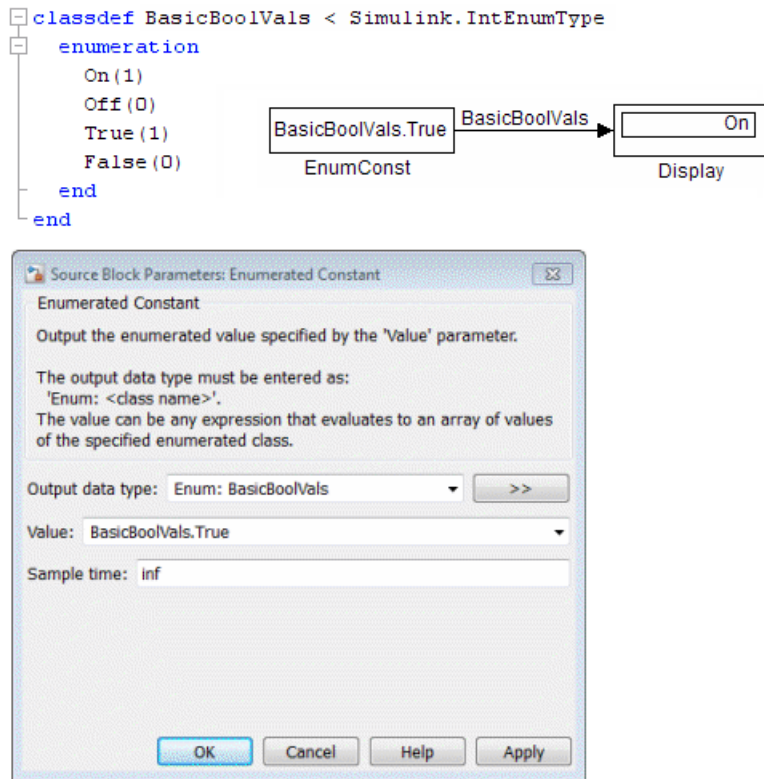 classdef BasicBoolVals < Simulink.IntEnumType
enumeration
On(1)
Off(0)
True(1)
False(0)
end
end
BasicBoolVals.True
BasicBoolVals
On
EnumConst
Display
Source Block Parameters: Enumerated Constant
Enumerated Constant
Output the enumerated value specified by the 'Value' parameter.
The output data type must be entered as:
'Enum: <class name>'.
The value can be any expression that evaluates to an array of values
of the specified enumerated class.
Output data type: Enum: BasicBoolVals >>
Value: BasicBoolVals.True
Sample time: inf
OK Cancel Help Apply